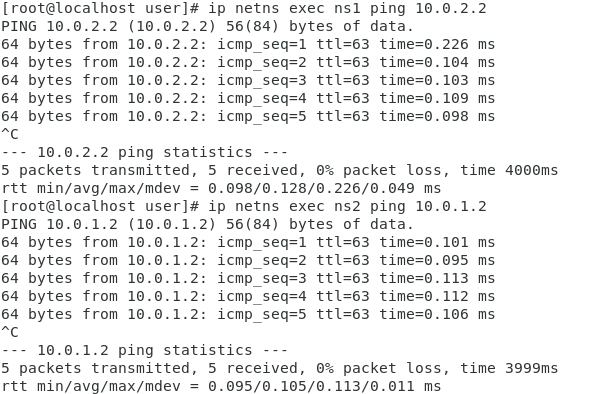 [root@localhost user]# ip netns exec ns1 ping 10.0.2.2
PING 10.0.2.2 (10.0.2.2) 56(84) bytes of data.
64 bytes from 10.0.2.2: icmp_seq=1 ttl=63 time=0.226 ms
64 bytes from 10.0.2.2: icmp_seq=2 ttl=63 time=0.104 ms
64 bytes from 10.0.2.2: icmp_seq=3 ttl=63 time=0.103 ms
64 bytes from 10.0.2.2: icmp_seq=4 ttl=63 time=0.109 ms
64 bytes from 10.0.2.2: icmp_seq=5 ttl=63 time=0.098 ms
^C
--- 10.0.2.2 ping statistics ---
5 packets transmitted, 5 received, 0% packet loss, time 4000ms
rtt min/avg/max/mdev = 0.098/0.128/0.226/0.049 ms
[root@localhost user]# ip netns exec ns2 ping 10.0.1.2
PING 10.0.1.2 (10.0.1.2) 56(84) bytes of data.
64 bytes from 10.0.1.2: icmp_seq=1 ttl=63 time=0.101 ms
64 bytes from 10.0.1.2: icmp_seq=2 ttl=63 time=0.095 ms
64 bytes from 10.0.1.2: icmp_seq=3 ttl=63 time=0.113 ms
64 bytes from 10.0.1.2: icmp_seq=4 ttl=63 time=0.112 ms
64 bytes from 10.0.1.2: icmp_seq=5 ttl=63 time=0.106 ms
^C
--- 10.0.1.2 ping statistics ---
5 packets transmitted, 5 received, 0% packet loss, time 3999ms
rtt min/avg/max/mdev = 0.095/0.105/0.113/0.011 ms